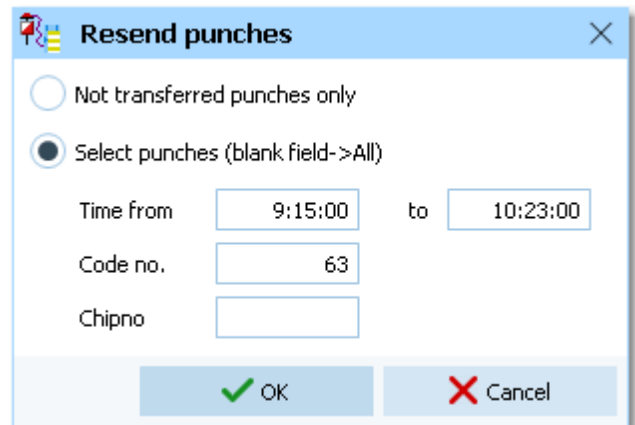 Resend punches
Not transferred punches only
Select punches (blank field->All)
Time from 9:15:00 to 10:23:00
Code no. 63
Chipno
OK Cancel